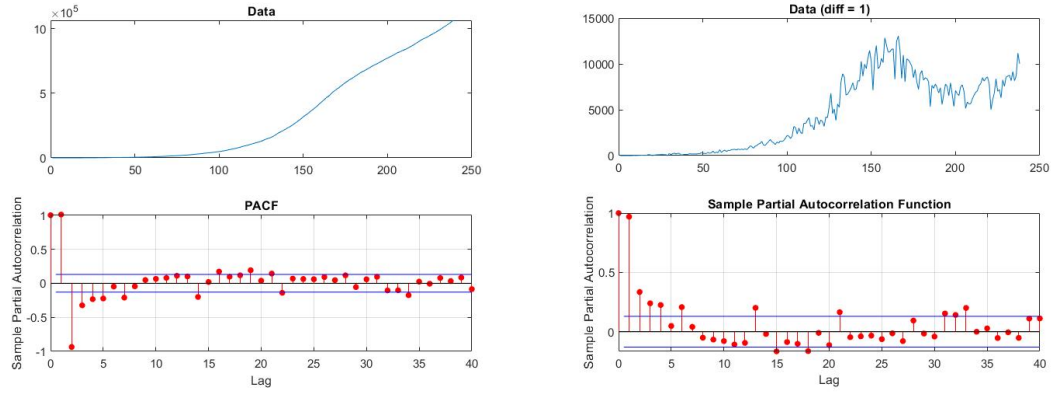 Data
×10⁵
10
5
0
0 50 100 150 200 250
PACF
Sample Partial Autocorrelation
1
0.5
0
-0.5
-1
0 5 10 15 20 25 30 35 40
Lag
Data (diff = 1)
15000
10000
5000
0
0 50 100 150 200 250
Sample Partial Autocorrelation Function
Sample Partial Autocorrelation
1
0.5
0
0 5 10 15 20 25 30 35 40
Lag